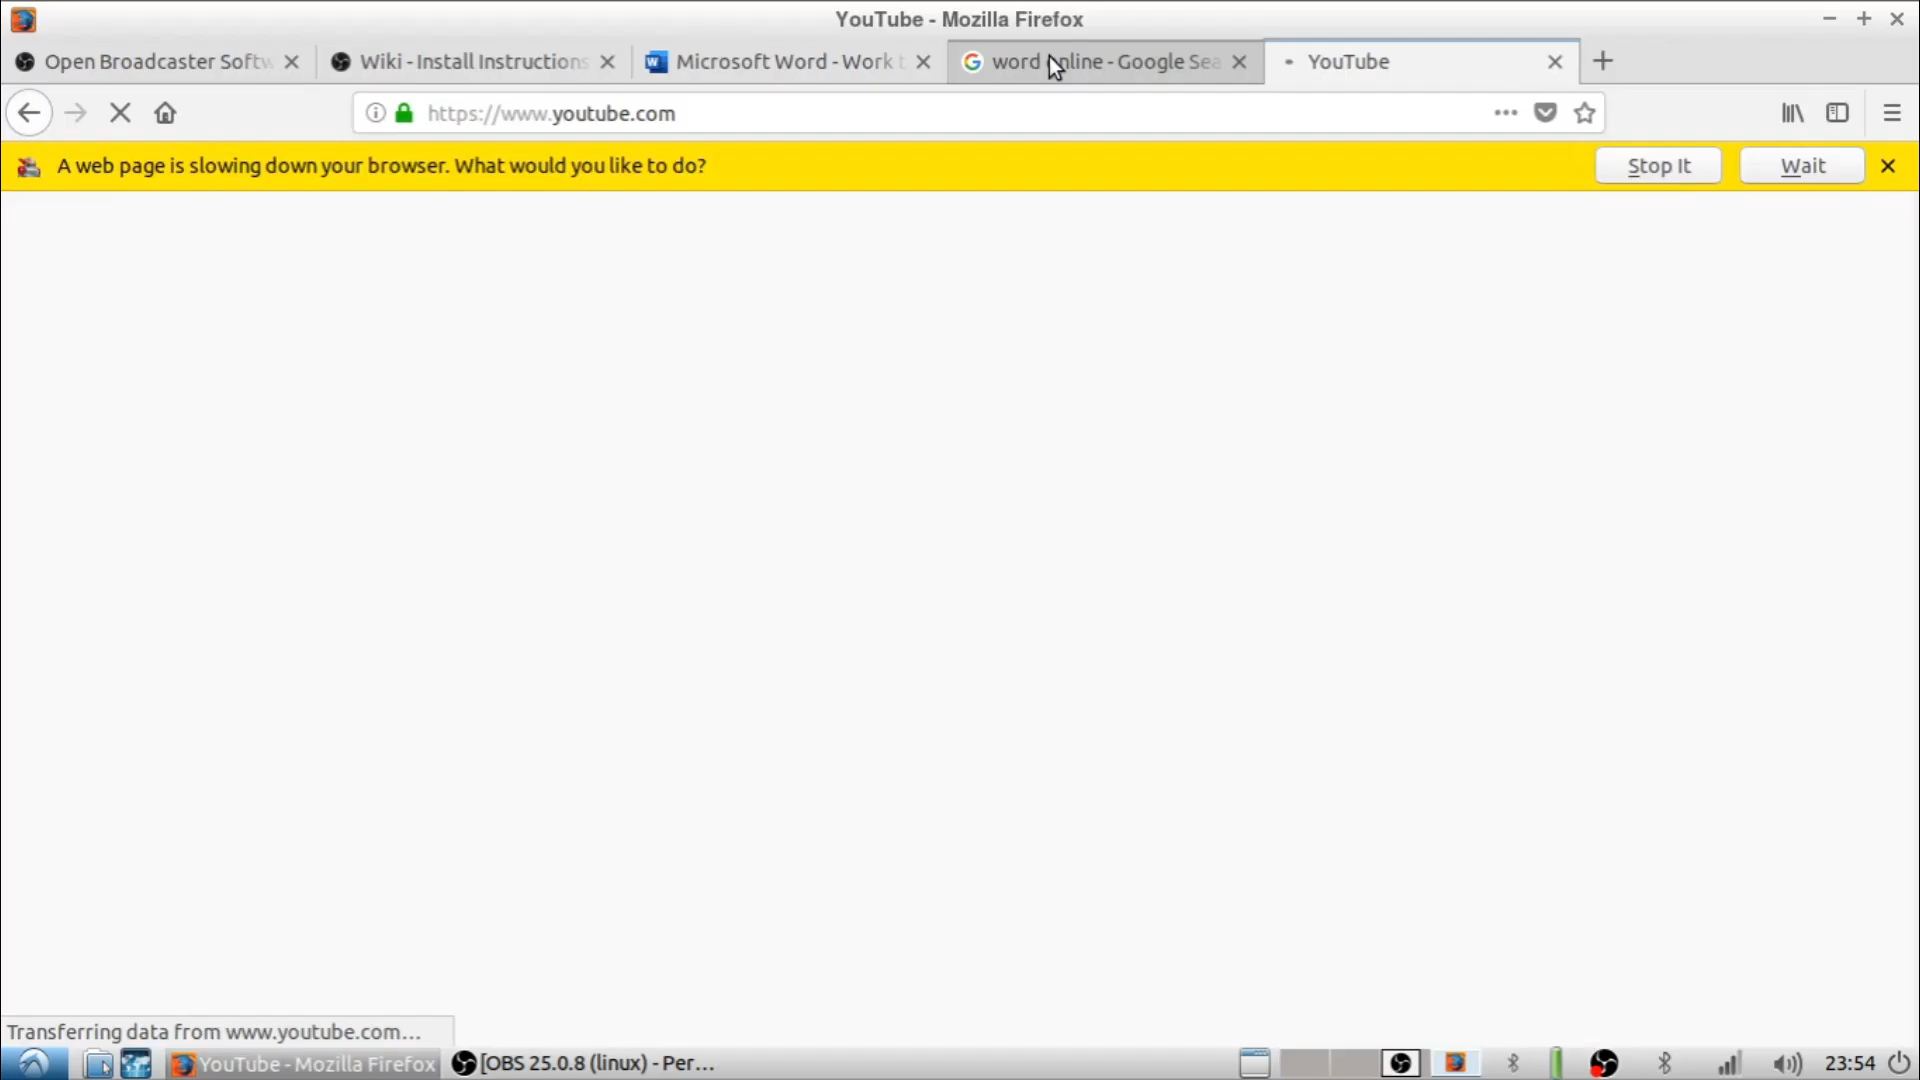 YouTube - Mozilla Firefox
Open Broadcaster Softw
Wiki - Install Instructions
Microsoft Word - Work t
word online - Google Sea
YouTube
https://www.youtube.com
A web page is slowing down your browser. What would you like to do?
Stop It
Wait
Transferring data from www.youtube.com...
YouTube - Mozilla Firefox
[OBS 25.0.8 (linux) - Per...
23:54